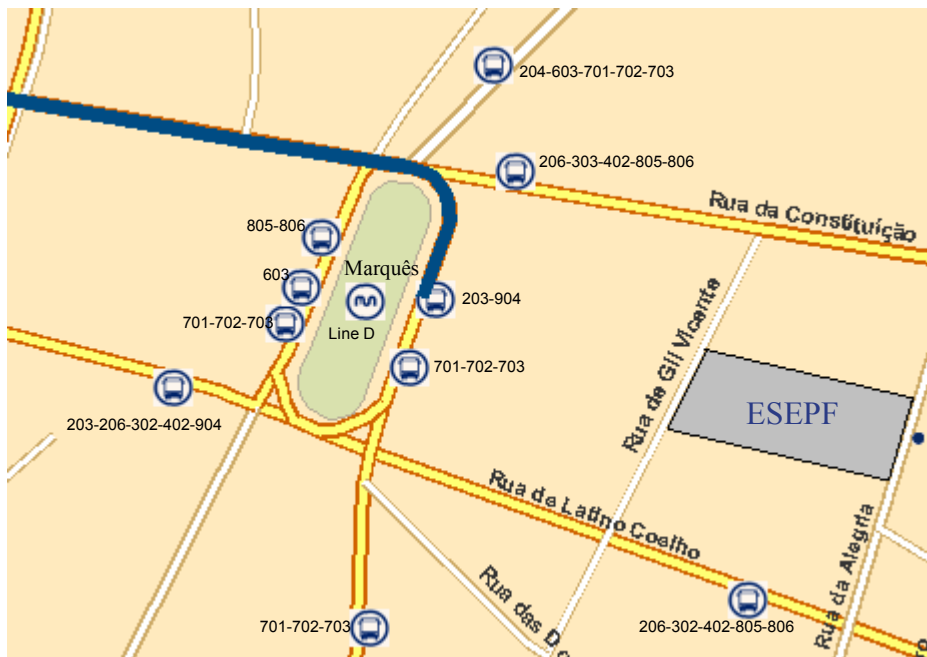 204-603-701-702-703
206-303-402-805-806
Rua da Constituição
805-806
Marquês
603
203-904
701-702-703
Line D
701-702-703
Rua de Gil Vicente
ESEPF
203-206-302-402-904
Rua de Latino Coelho
Rua da Alegria
Rua das
701-702-703
206-302-402-805-806